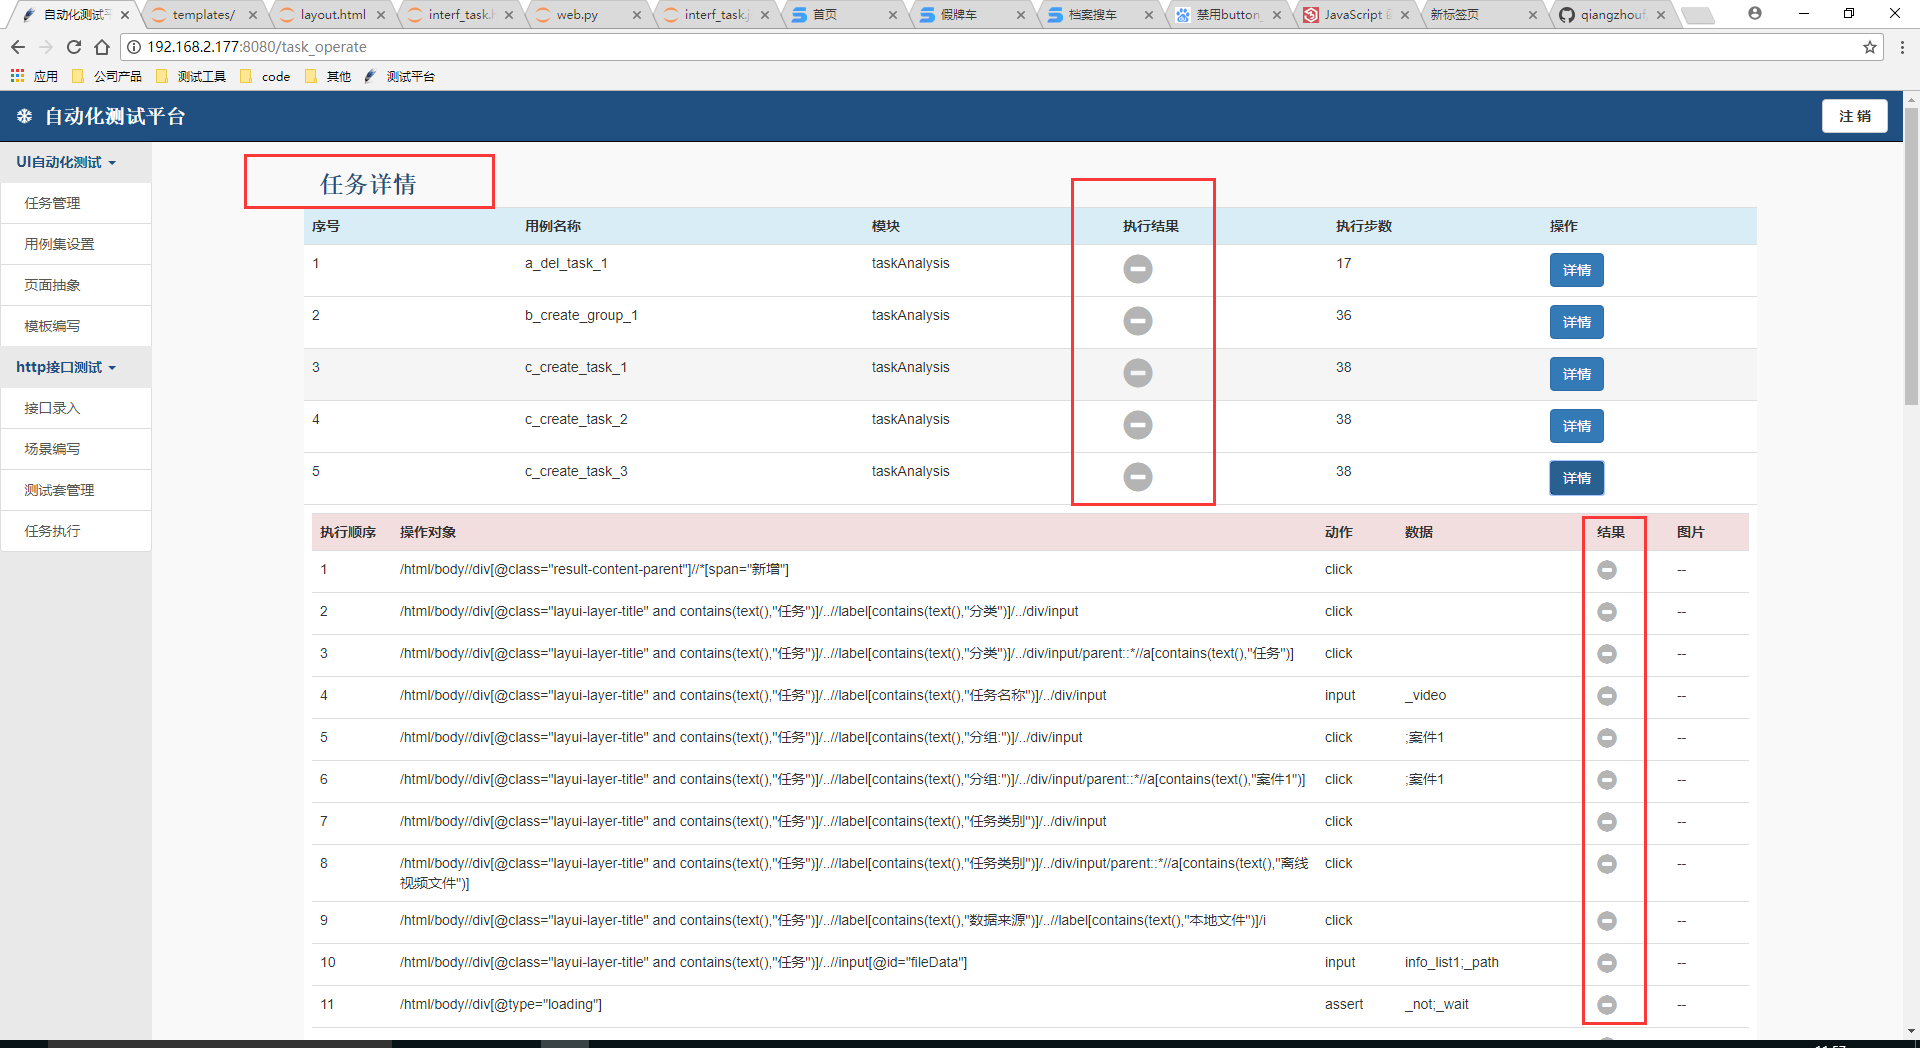 自动化测试平
templates/
layout.html
interf_task.h
web.py
interf_task.j
首页
假牌车
档案搜车
禁用button_
JavaScript
新标签页
qiangzhouf
192.168.2.177:8080/task_operate
应用 公司产品 测试工具 code 其他 测试平台
自动化测试平台
注 销
UI自动化测试
任务管理
用例集设置
页面抽象
模板编写
http接口测试
接口录入
场景编写
测试套管理
任务执行
任务详情
序号 用例名称 模块 执行结果 执行步数 操作
1 a_del_task_1 taskAnalysis 17 详情
2 b_create_group_1 taskAnalysis 36 详情
3 c_create_task_1 taskAnalysis 38 详情
4 c_create_task_2 taskAnalysis 38 详情
5 c_create_task_3 taskAnalysis 38 详情
执行顺序 操作对象 动作 数据 结果 图片
1 /html/body//div[@class="result-content-parent"]//*[span="新增"] click --
2 /html/body//div[@class="layui-layer-title" and contains(text(),"任务")]/..//label[contains(text(),"分类")]/../div/input click --
3 /html/body//div[@class="layui-layer-title" and contains(text(),"任务")]/..//label[contains(text(),"分类")]/../div/input/parent::*//a[contains(text(),"任务")] click --
4 /html/body//div[@class="layui-layer-title" and contains(text(),"任务")]/..//label[contains(text(),"任务名称")]/../div/input input _video --
5 /html/body//div[@class="layui-layer-title" and contains(text(),"任务")]/..//label[contains(text(),"分组:")]/../div/input click ;案件1 --
6 /html/body//div[@class="layui-layer-title" and contains(text(),"任务")]/..//label[contains(text(),"分组:")]/../div/input/parent::*//a[contains(text(),"案件1")] click ;案件1 --
7 /html/body//div[@class="layui-layer-title" and contains(text(),"任务")]/..//label[contains(text(),"任务类别")]/../div/input click --
8 /html/body//div[@class="layui-layer-title" and contains(text(),"任务")]/..//label[contains(text(),"任务类别")]/../div/input/parent::*//a[contains(text(),"离线 click --
视频文件")]
9 /html/body//div[@class="layui-layer-title" and contains(text(),"任务")]/..//label[contains(text(),"数据来源")]/..//label[contains(text(),"本地文件")]/i click --
10 /html/body//div[@class="layui-layer-title" and contains(text(),"任务")]/..//input[@id="fileData"] input info_list1;_path --
11 /html/body//div[@type="loading"] assert _not;_wait --